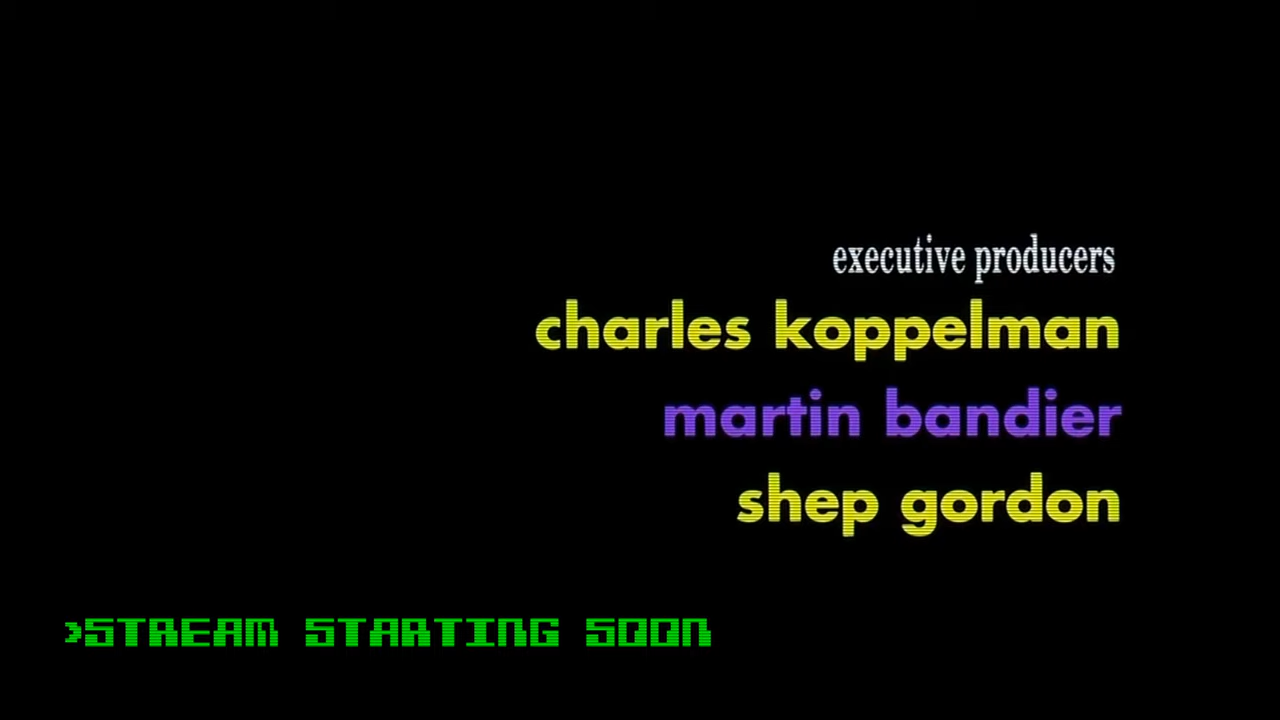 executive producers
charles koppelman
martin bandier
shep gordon
>STREAM STARTING SOON